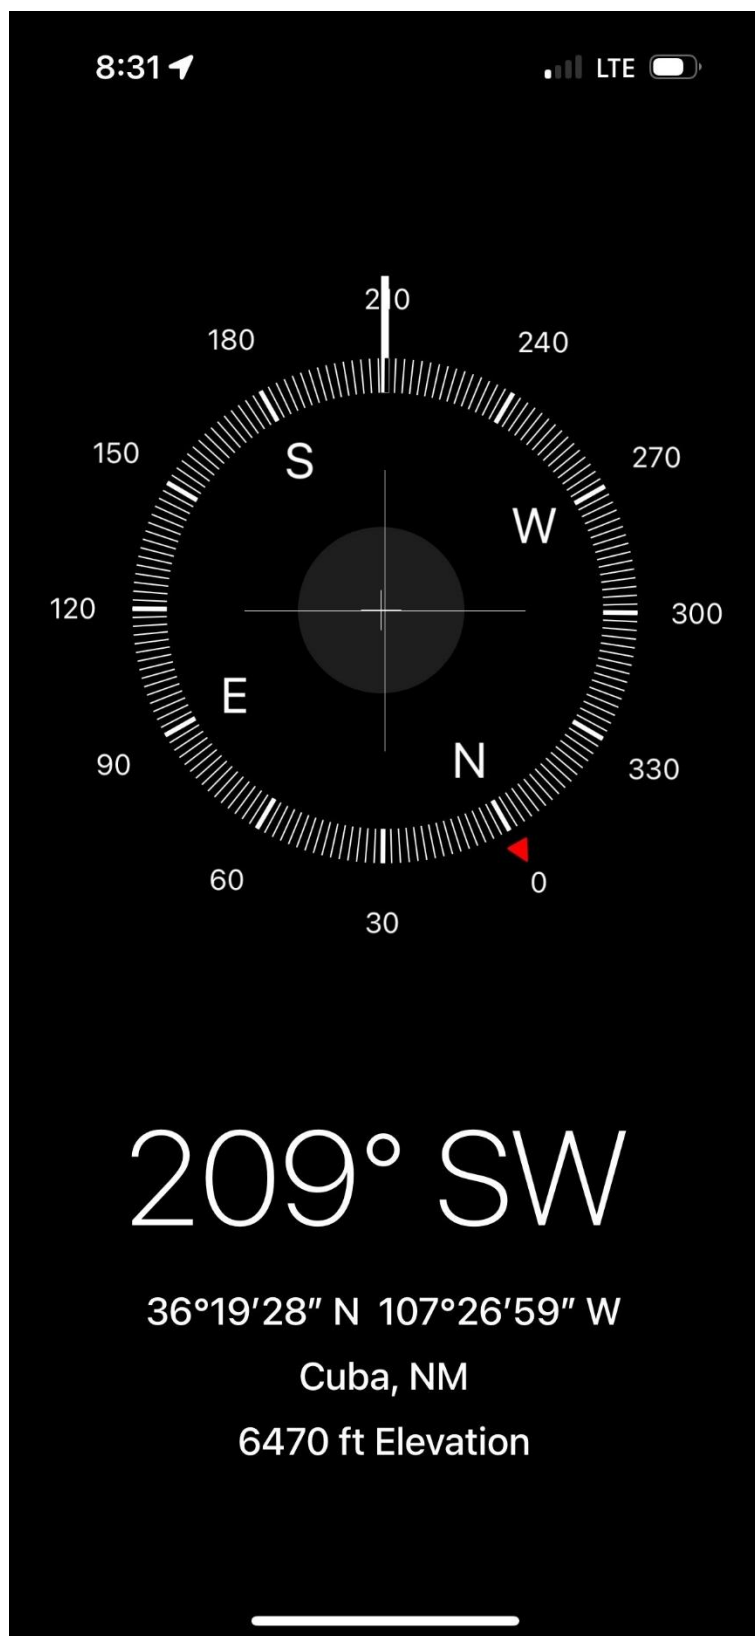 8:31 LTE
210
180 240
150 270
S
W
120 300
E
N
90 330
60 0
30
209° SW
36°19′28″ N 107°26′59″ W
Cuba, NM
6470 ft Elevation